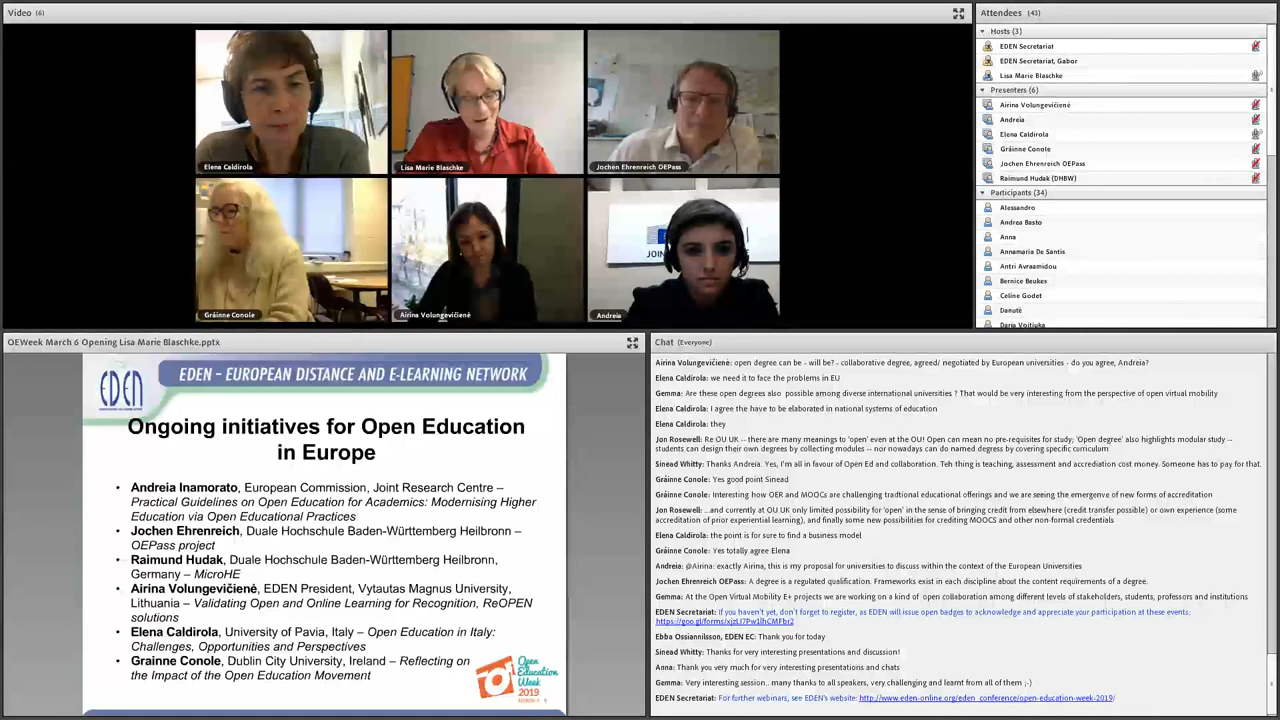 Video (6)
Elena Caldirola
Lisa Marie Blaschke
Jochen Ehrenreich OEPass
Gráinne Conole
Airina Volungevičienė
JOIN
Andreia
Attendees (43)
Hosts (3)
EDEN Secretariat
EDEN Secretariat, Gabor
Lisa Marie Blaschke
Presenters (6)
Airina Volungevičienė
Andreia
Elena Caldirola
Gráinne Conole
Jochen Ehrenreich OEPass
Raimund Hudak (DHBW)
Participants (34)
Alessandro
Andrea Basto
Anna
Annamaria De Santis
Antri Avraamidou
Bernice Beukes
Celine Godet
Danutė
Daria Voitiuka
OEWeek March 6 Opening Lisa Marie Blaschke.pptx
EDEN
EDEN - EUROPEAN DISTANCE AND E-LEARNING NETWORK
Ongoing initiatives for Open Education
in Europe
• Andreia Inamorato, European Commission, Joint Research Centre –
Practical Guidelines on Open Education for Academics: Modernising Higher
Education via Open Educational Practices
• Jochen Ehrenreich, Duale Hochschule Baden-Württemberg Heilbronn –
OEPass project
• Raimund Hudak, Duale Hochschule Baden-Württemberg Heilbronn,
Germany – MicroHE
• Airina Volungevičienė, EDEN President, Vytautas Magnus University,
Lithuania – Validating Open and Online Learning for Recognition, ReOPEN
solutions
• Elena Caldirola, University of Pavia, Italy – Open Education in Italy:
Challenges, Opportunities and Perspectives
• Grainne Conole, Dublin City University, Ireland – Reflecting on
the Impact of the Open Education Movement
Open
Education
Week
2019
Chat (Everyone)
Airina Volungevičienė: open degree can be - will be? - collaborative degree, agreed/ negotiated by European universities - do you agree, Andreia?
Elena Caldirola: we need it to face the problems in EU
Gemma: Are these open degrees also possible among diverse international universities ? That would be very interesting from the perspective of open virtual mobility
Elena Caldirola: I agree the have to be elaborated in national systems of education
Elena Caldirola: they
Jon Rosewell: Re OU UK -- there are many meanings to 'open' even at the OU! Open can mean no pre-requisites for study; 'Open degree' also highlights modular study --
students can design their own degrees by collecting modules -- nor nowadays can do named degrees by covering specific curriculum
Sinead Whitty: Thanks Andreia. Yes, I'm all in favour of Open Ed and collaboration. Teh thing is teaching, assessment and accrediation cost money. Someone has to pay for that.
Gráinne Conole: Yes good point Sinead
Gráinne Conole: Interesting how OER and MOOCs are challenging tradtional educational offerings and we are seeing the emergenve of new forms of accreditation
Jon Rosewell: ...and currently at OU UK only limited possibility for 'open' in the sense of bringing credit from elsewhere (credit transfer possible) or own experience (some
accreditation of prior experiential learning), and finally some new possibilities for crediting MOOCS and other non-formal credentials
Elena Caldirola: the point is for sure to find a business model
Gráinne Conole: Yes totally agree Elena
Andreia: @Airina: exactly Airina, this is my proposal for universities to discuss within the context of the European Universities
Jochen Ehrenreich OEPass: A degree is a regulated qualification. Frameworks exist in each discipline about the content requirements of a degree.
Gemma: At the Open Virtual Mobility E+ projects we are working on a kind of open collaboration among different levels of stakeholders, students, professors and institutions
EDEN Secretariat: If you haven't yet, don't forget to register, as EDEN will issue open badges to acknowledge and appreciate your participation at these events:
https://goo.gl/forms/xjzLI7Pw1lhCMFbr2
Ebba Ossiannilsson, EDEN EC: Thank you for today
Sinead Whitty: Thanks for very interesting presentations and discussion!
Anna: Thank you very much for very interesting presentations and chats
Gemma: Very interesting session.. many thanks to all speakers, very challenging and learnt from all of them ;-)
EDEN Secretariat: For further webinars, see EDEN's website: http://www.eden-online.org/eden_conference/open-education-week-2019/